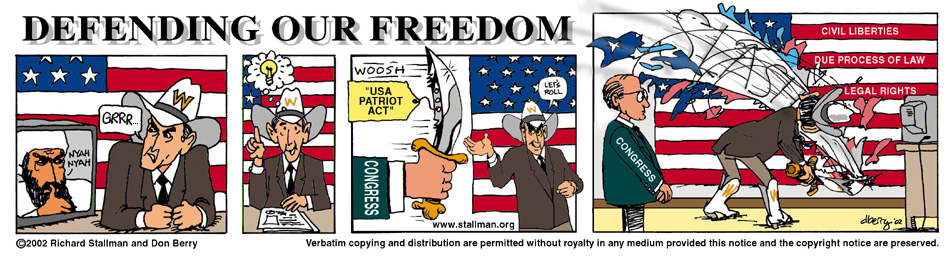 DEFENDING OUR FREEDOM
W
GRRR...
NYAH
NYAH
W
WOOSH
"USA
PATRIOT
ACT"
CONGRESS
LET'S
ROLL
W
www.stallman.org
CIVIL LIBERTIES
DUE PROCESS OF LAW
LEGAL RIGHTS
CONGRESS
W
W
dberry '02
©2002 Richard Stallman and Don Berry
Verbatim copying and distribution are permitted without royalty in any medium provided this notice and the copyright notice are preserved.